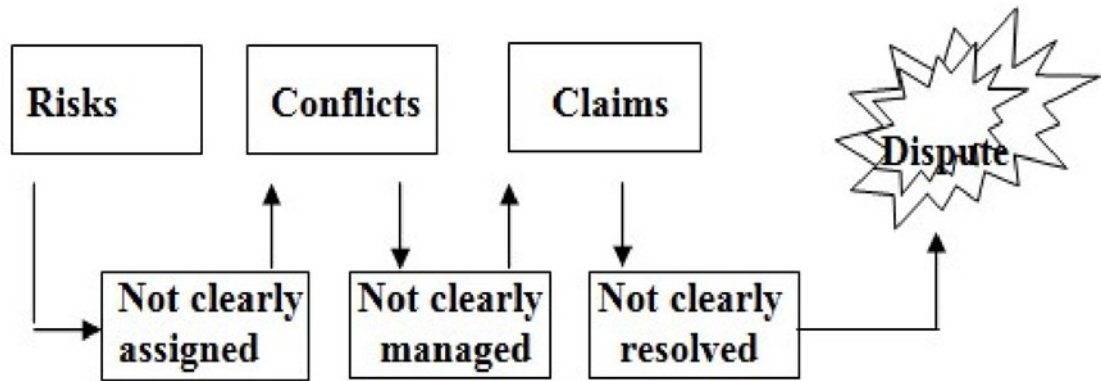 Risks
Conflicts
Claims
Dispute
Not clearly
assigned
Not clearly
managed
Not clearly
resolved